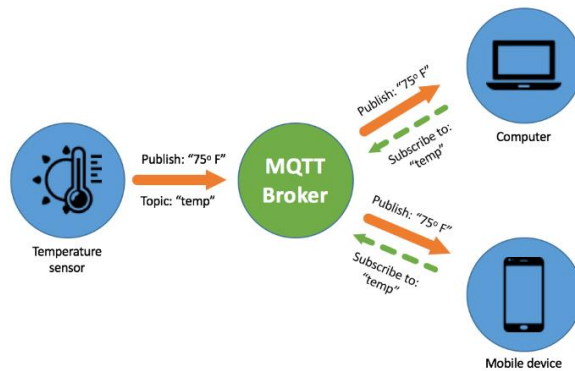 Publish: “75° F”
Topic: “temp”
Temperature
sensor
MQTT
Broker
Publish: “75° F”
Subscribe to:
“temp”
Computer
Publish: “75° F”
Subscribe to:
“temp”
Mobile device